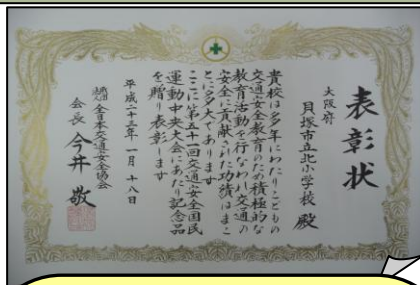 表彰状
大阪府
貝塚市立北小学校 殿
貴校は多年にわたりこどもの
交通安全教育のため積極的な
教育活動を行なわれ交通の
安全に貢献された功績はまこ
とに多大であります
ここに第五十一回交通安全国民
運動中央大会にあたり記念品
を贈り表彰します
平成二十三年一月十八日
全日本交通安全協会
会長 今井敬